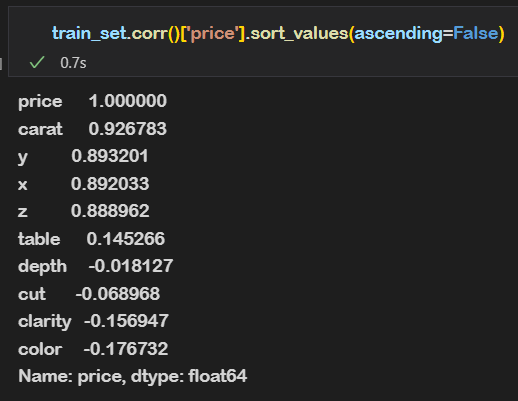 train_set.corr()['price'].sort_values(ascending=False)
0.7s
price 1.000000
carat 0.926783
y 0.893201
x 0.892033
z 0.888962
table 0.145266
depth -0.018127
cut -0.068968
clarity -0.156947
color -0.176732
Name: price, dtype: float64